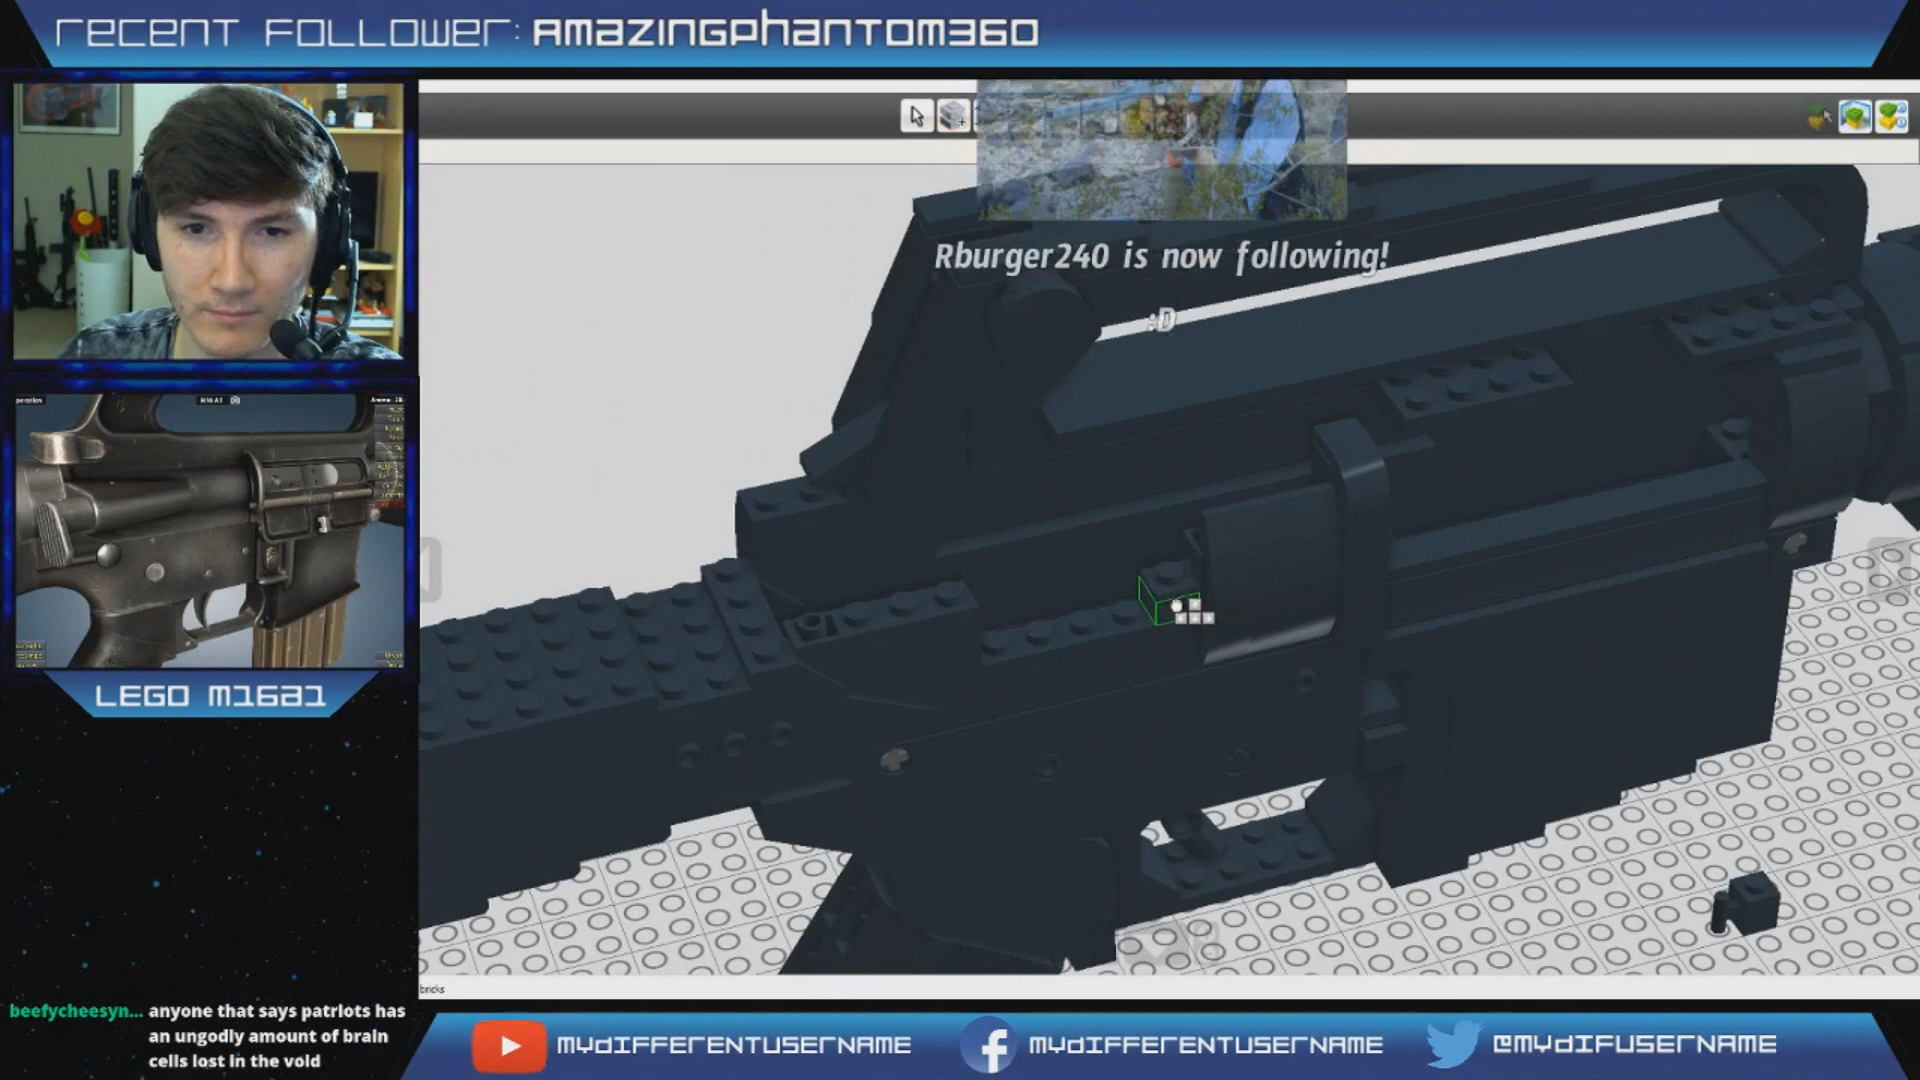 RECENT FOLLOWER: AMAZINGPHANTOM360
Rburger240 is now following!
:D
M16A1
LEGO M16A1
bricks
beefycheesyn... anyone that says patriots has
an ungodly amount of brain
cells lost in the void
MYDIFFERENTUSERNAME
MYDIFFERENTUSERNAME
@MYDIFUSERNAME